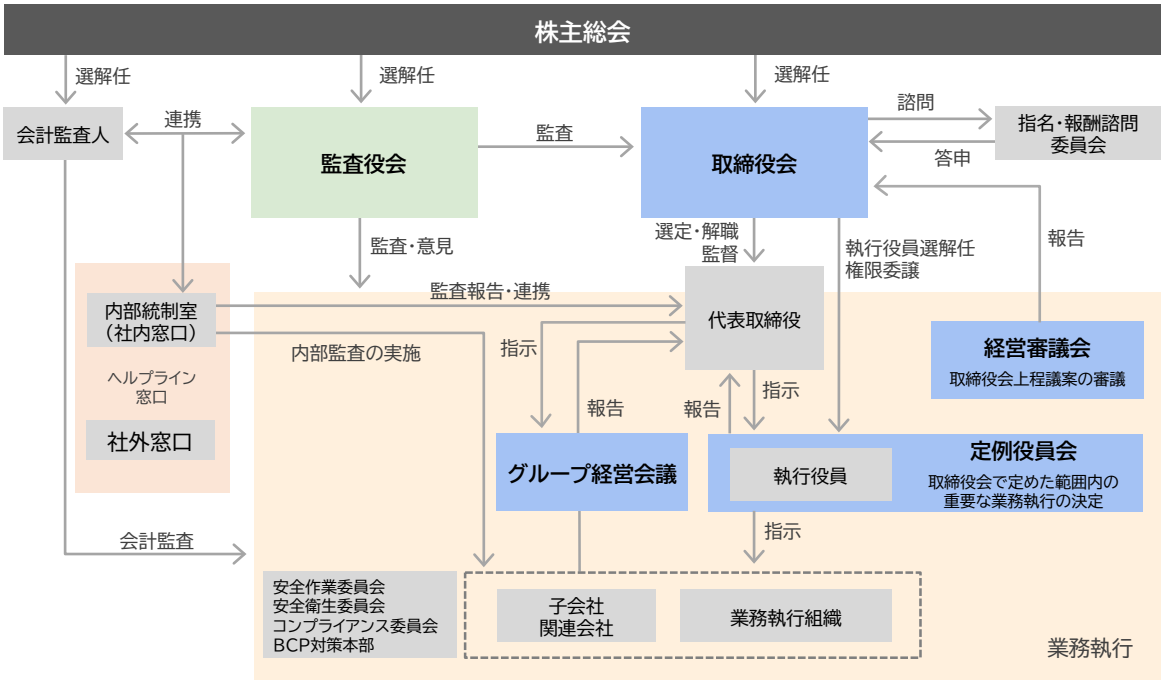 株主総会
選解任
選解任
選解任
会計監査人
連携
監査役会
監査
取締役会
諮問
答申
指名・報酬諮問
委員会
監査・意見
選定・解職
監督
執行役員選解任
権限委譲
報告
内部統制室
（社内窓口）
ヘルプライン
窓口
社外窓口
監査報告・連携
内部監査の実施
代表取締役
指示
報告
報告
指示
経営審議会
取締役会上程議案の審議
グループ経営会議
執行役員
定例役員会
取締役会で定めた範囲内の
重要な業務執行の決定
会計監査
指示
安全作業委員会
安全衛生委員会
コンプライアンス委員会
BCP対策本部
子会社
関連会社
業務執行組織
業務執行